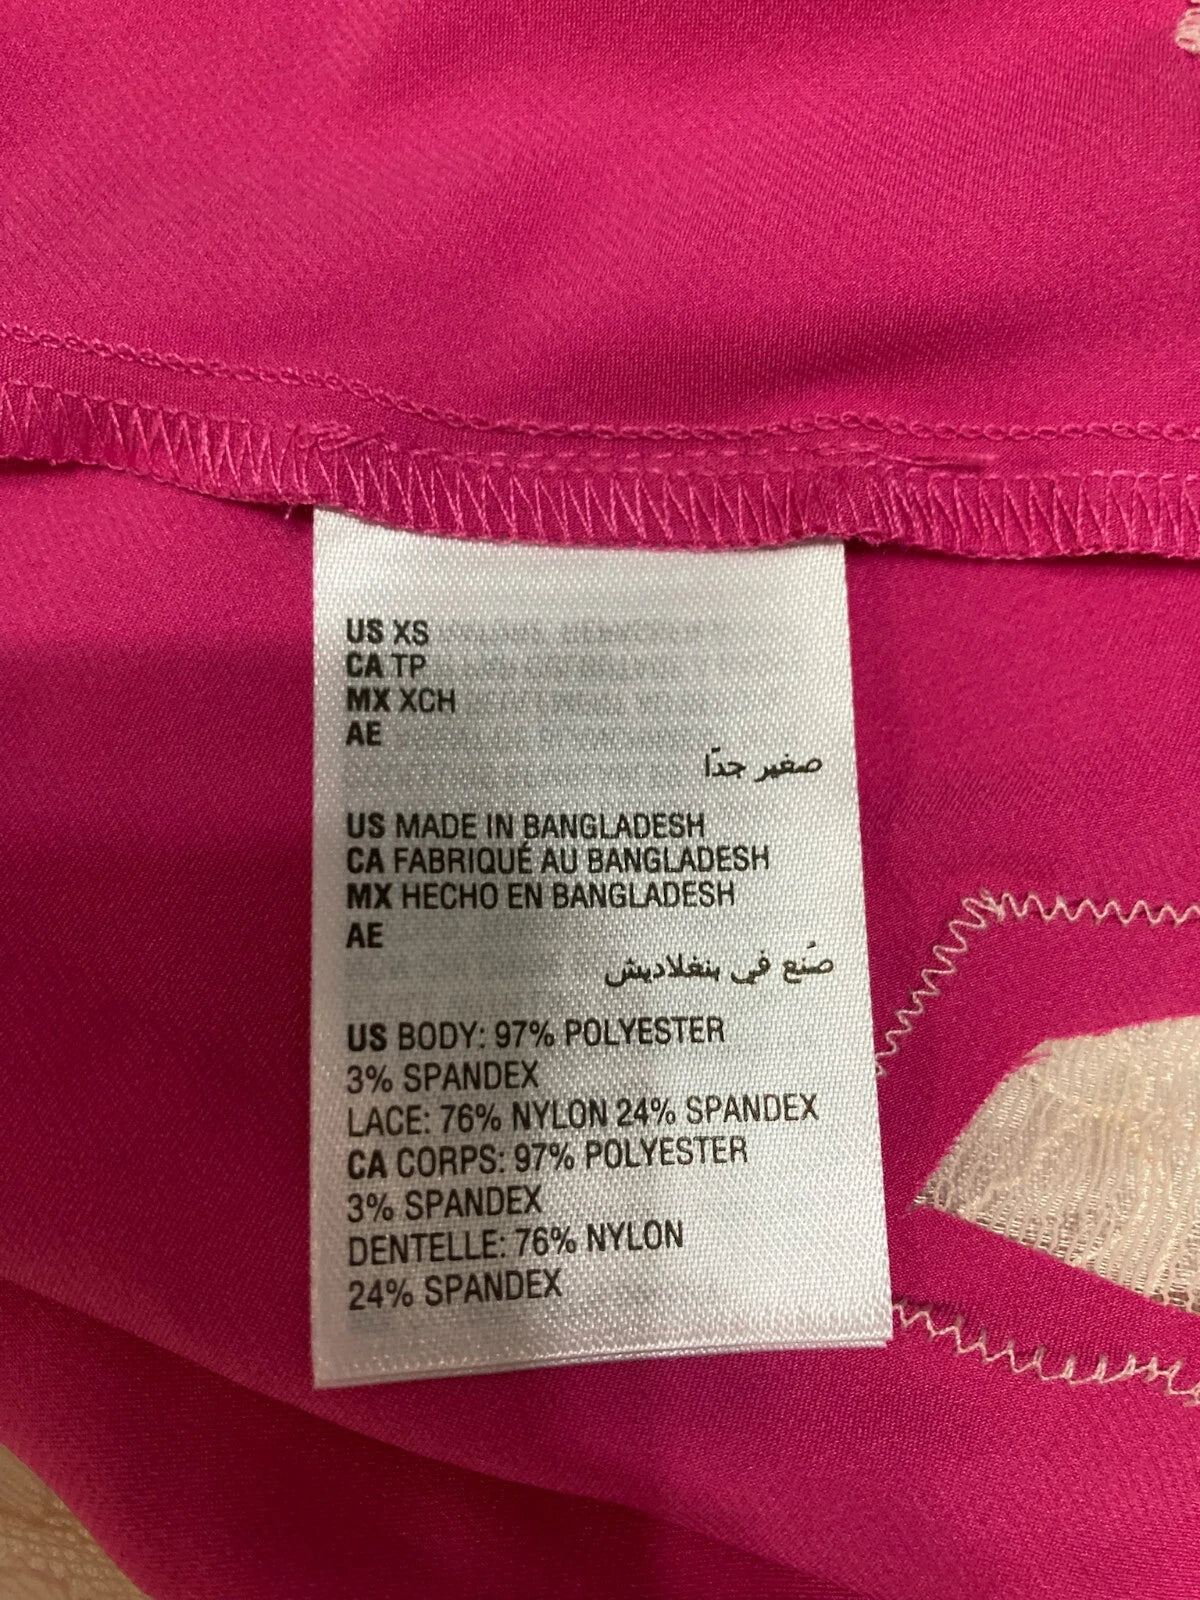 US XS
CA TP
MX XCH
AE
صغير جدّا
US MADE IN BANGLADESH
CA FABRIQUÉ AU BANGLADESH
MX HECHO EN BANGLADESH
AE
صُنع في بنغلاديش
US BODY: 97% POLYESTER
3% SPANDEX
LACE: 76% NYLON 24% SPANDEX
CA CORPS: 97% POLYESTER
3% SPANDEX
DENTELLE: 76% NYLON
24% SPANDEX